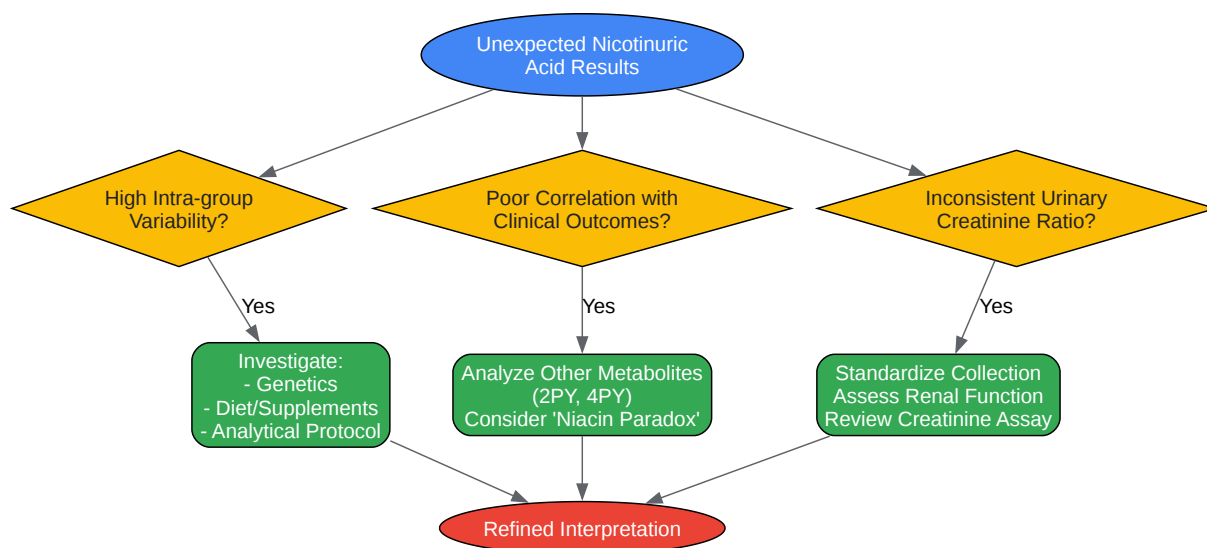 Unexpected Nicotinuric
Acid Results
High Intra-group
Variability?
Poor Correlation with
Clinical Outcomes?
Inconsistent Urinary
Creatinine Ratio?
Yes
Yes
Yes
Investigate:
- Genetics
- Diet/Supplements
- Analytical Protocol
Analyze Other Metabolites
(2PY, 4PY)
Consider 'Niacin Paradox'
Standardize Collection
Assess Renal Function
Review Creatinine Assay
Refined Interpretation